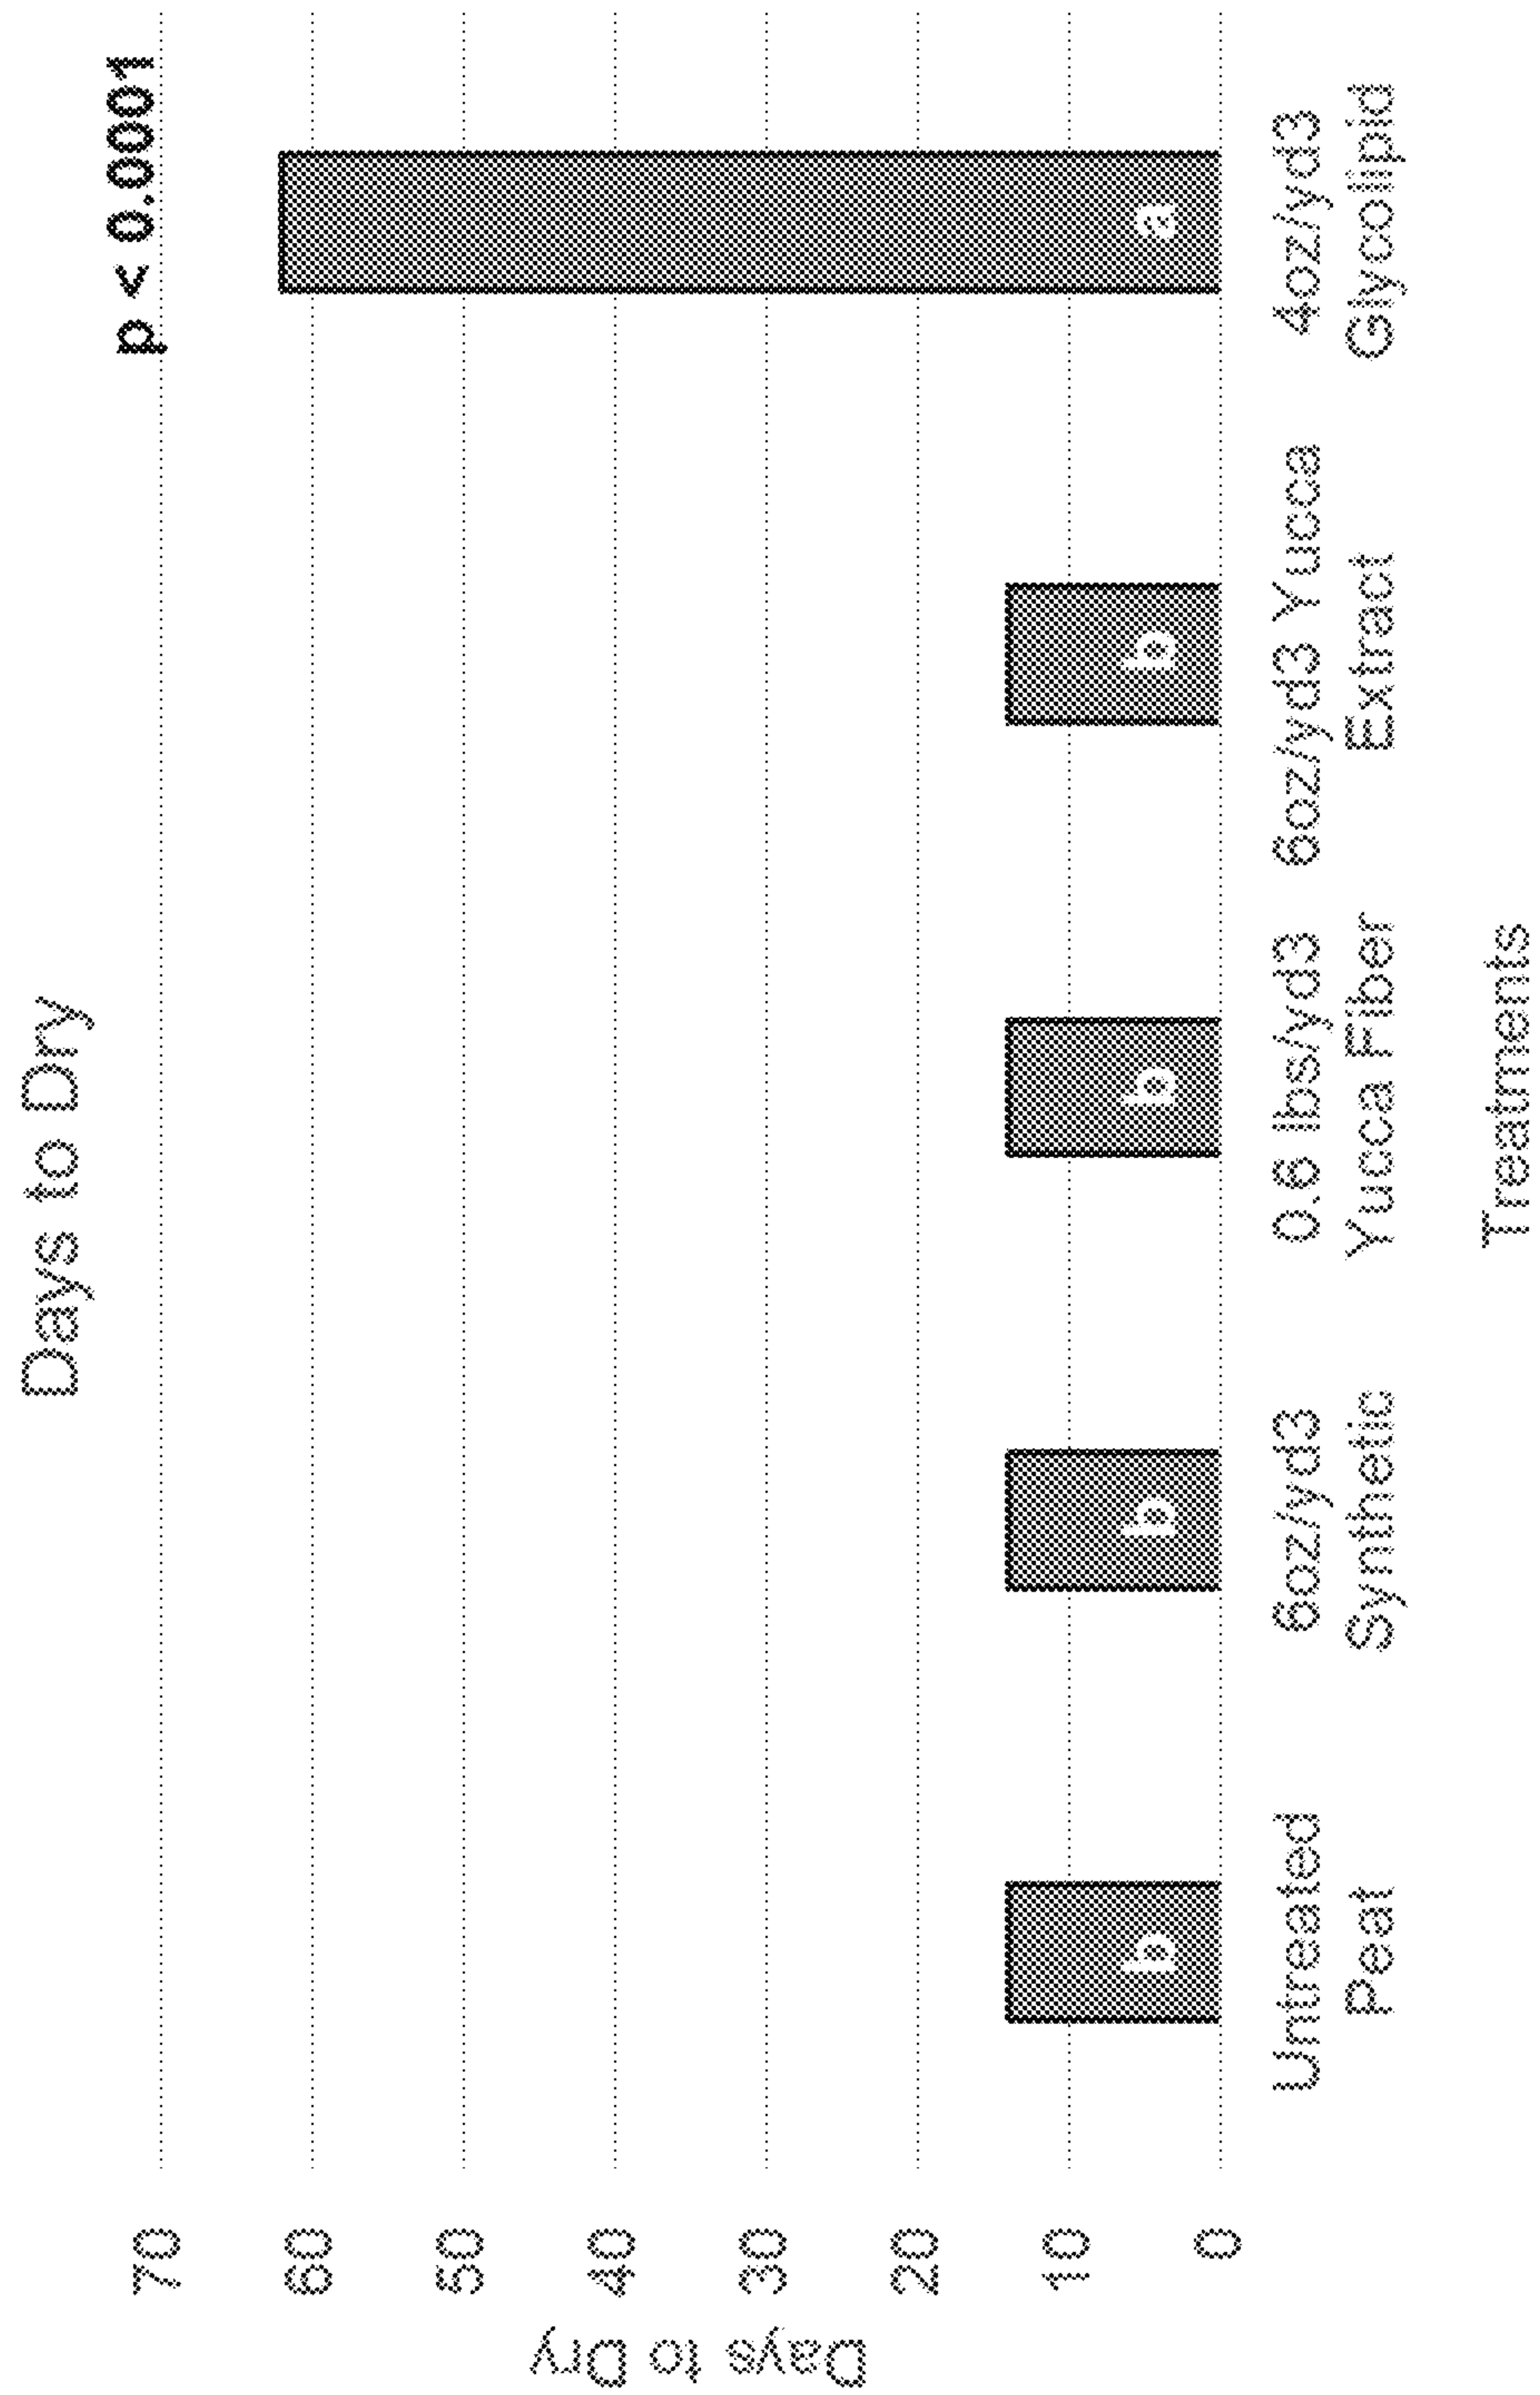 Days to Dry
p < 0.0001
Days to Dry
70
60
50
40
30
20
10
0
b
b
b
b
a
Untreated
Peat
6oz/yd3
Synthetic
0.6 lbs/yd3
Yucca Fiber
6oz/yd3 Yucca
Extract
4oz/yd3
Glycolipid
Treatments